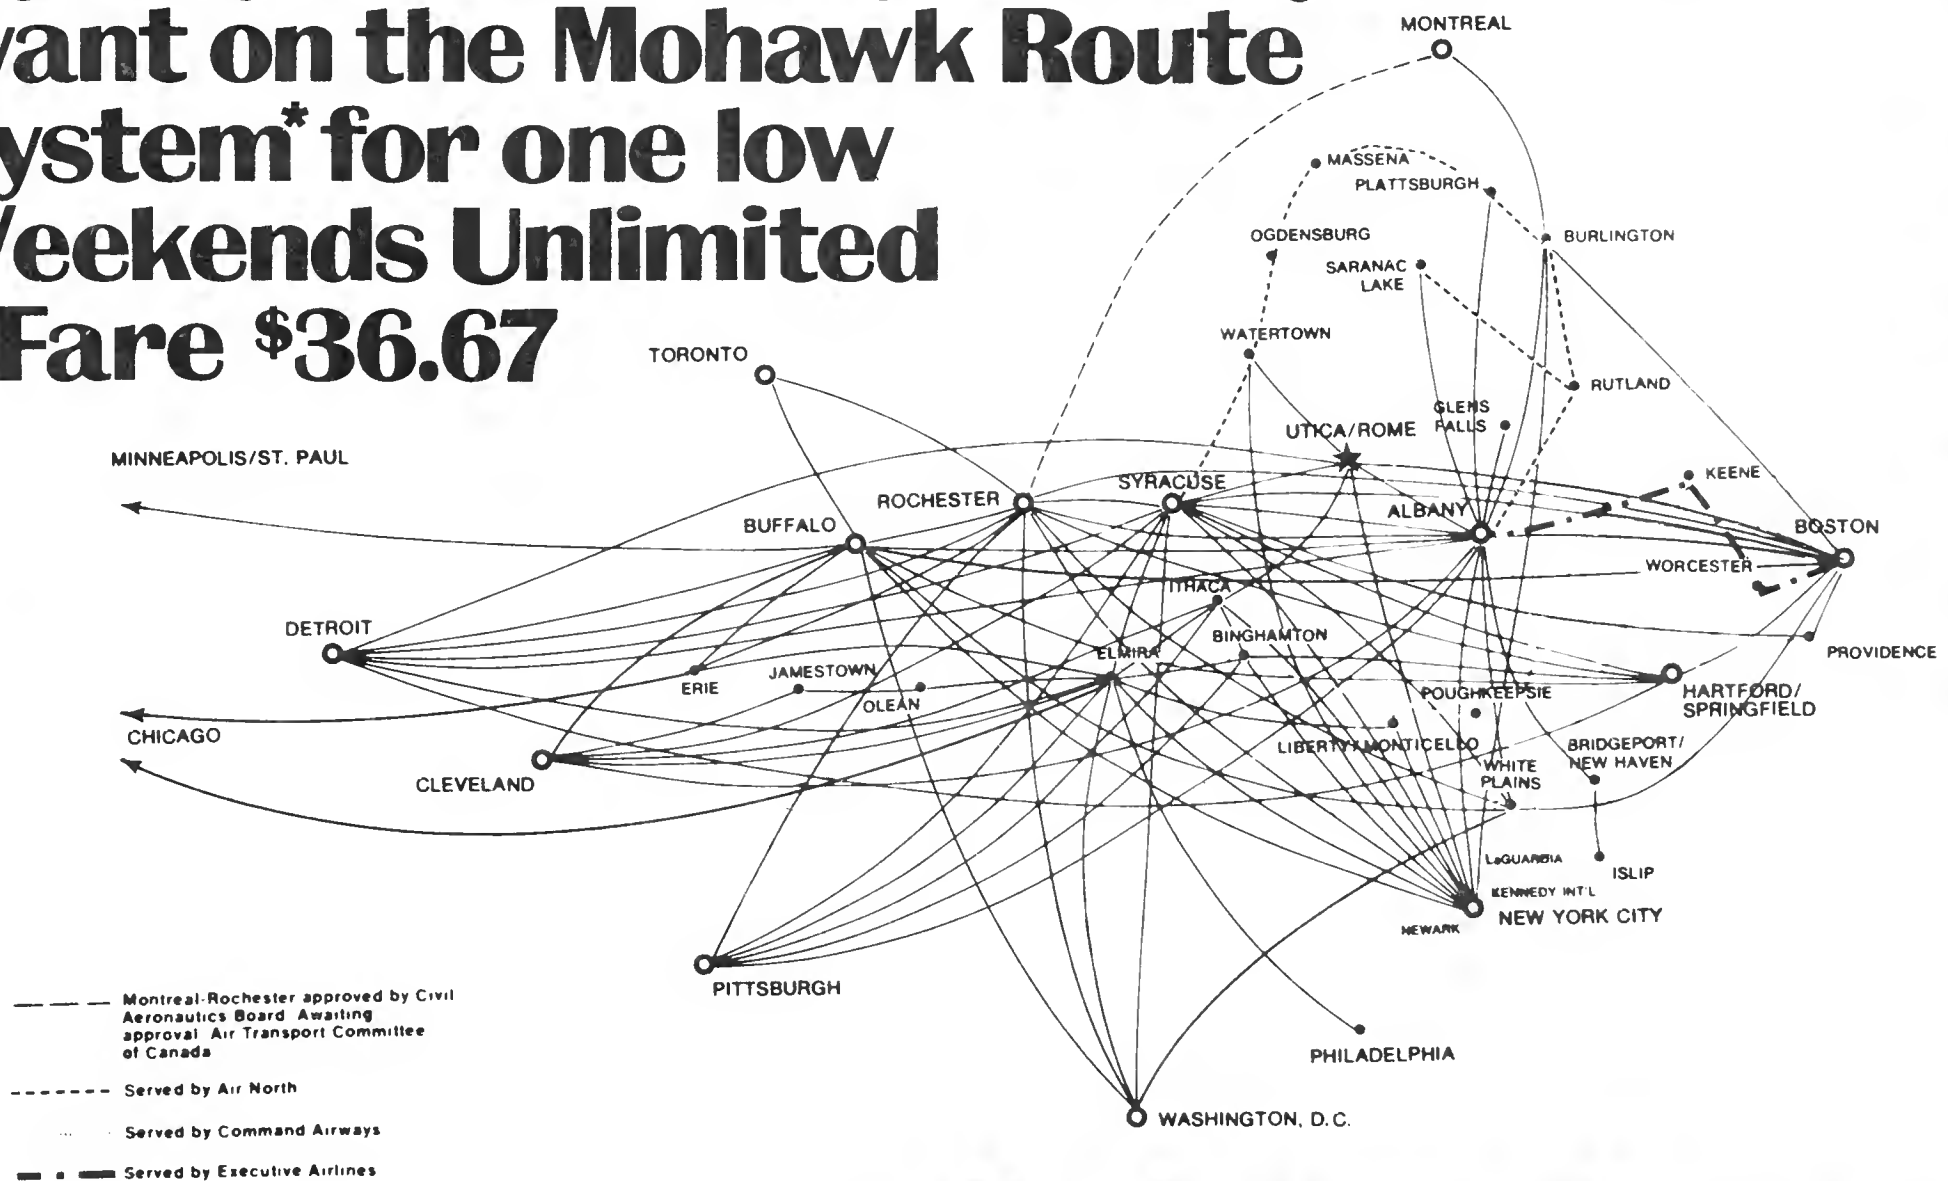 vant on the Mohawk Route
ystem* for one low
Weekends Unlimited
Fare $36.67
MONTREAL
MASSENA
PLATTSBURGH
OGDENSBURG
BURLINGTON
SARANAC
LAKE
WATERTOWN
TORONTO
RUTLAND
GLENS
FALLS
UTICA/ROME
MINNEAPOLIS/ST. PAUL
KEENE
SYRACUSE
ROCHESTER
ALBANY
BUFFALO
BOSTON
WORCESTER
ITHACA
DETROIT
BINGHAMTON
ELMIRA
PROVIDENCE
JAMESTOWN
ERIE
OLEAN
POUGHKEEPSIE
HARTFORD/
SPRINGFIELD
CHICAGO
LIBERTY/MONTICELLO
BRIDGEPORT/
NEW HAVEN
WHITE
PLAINS
CLEVELAND
LaGUARDIA
ISLIP
KENNEDY INT'L
NEW YORK CITY
NEWARK
PITTSBURGH
Montreal-Rochester approved by Civil
Aeronautics Board Awaiting
approval Air Transport Committee
of Canada
PHILADELPHIA
Served by Air North
WASHINGTON, D.C.
Served by Command Airways
Served by Executive Airlines